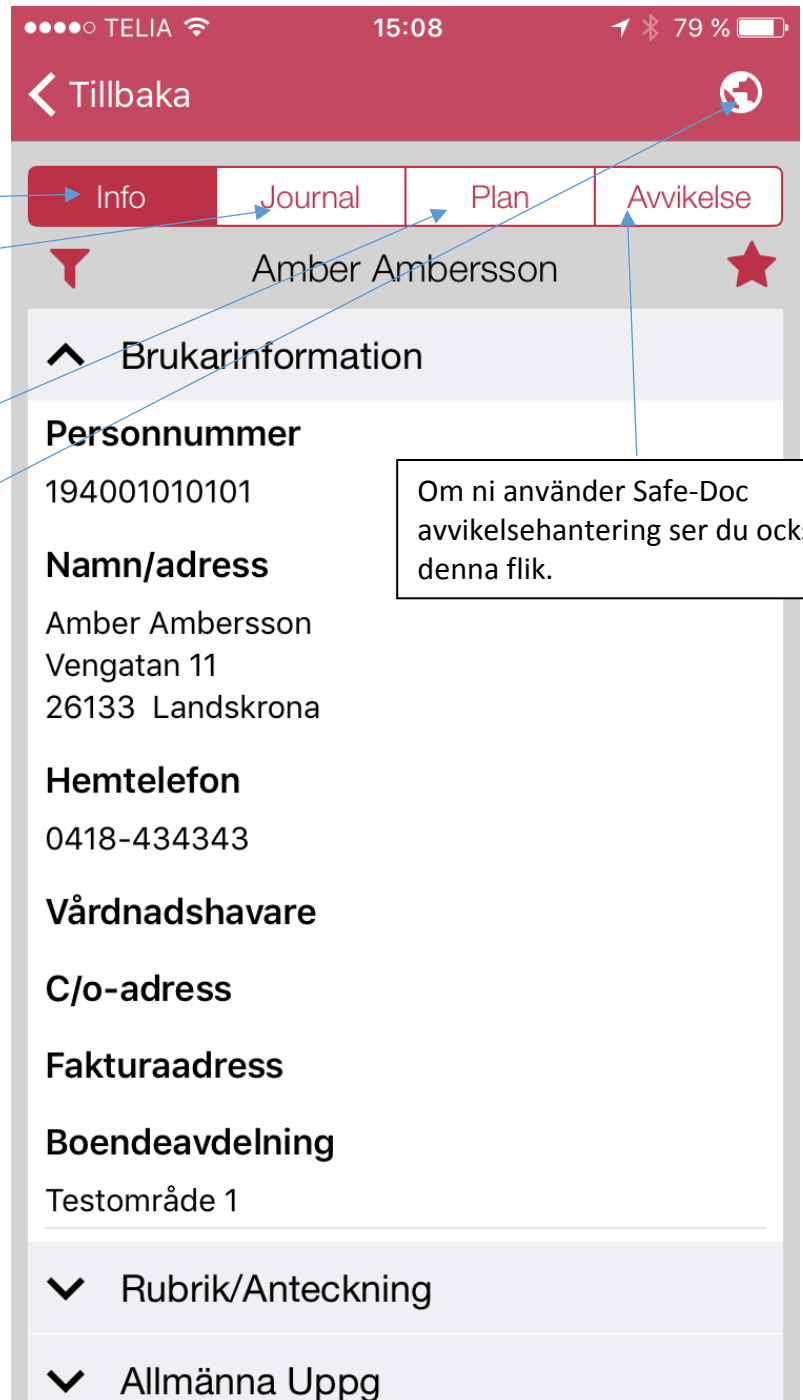 TELIA 15:08 79 %
Tillbaka
Info Journal Plan Avvikelse
Amber Ambersson
Brukarinformation
Personnummer
194001010101
Namn/adress
Amber Ambersson
Vengatan 11
26133 Landskrona
Hemtelefon
0418-434343
Vårdnadshavare
C/o-adress
Fakturaadress
Boendeavdelning
Testområde 1
Rubrik/Anteckning
Allmänna Uppg
Om ni använder Safe-Doc
avvikelsehantering ser du
denna flik.